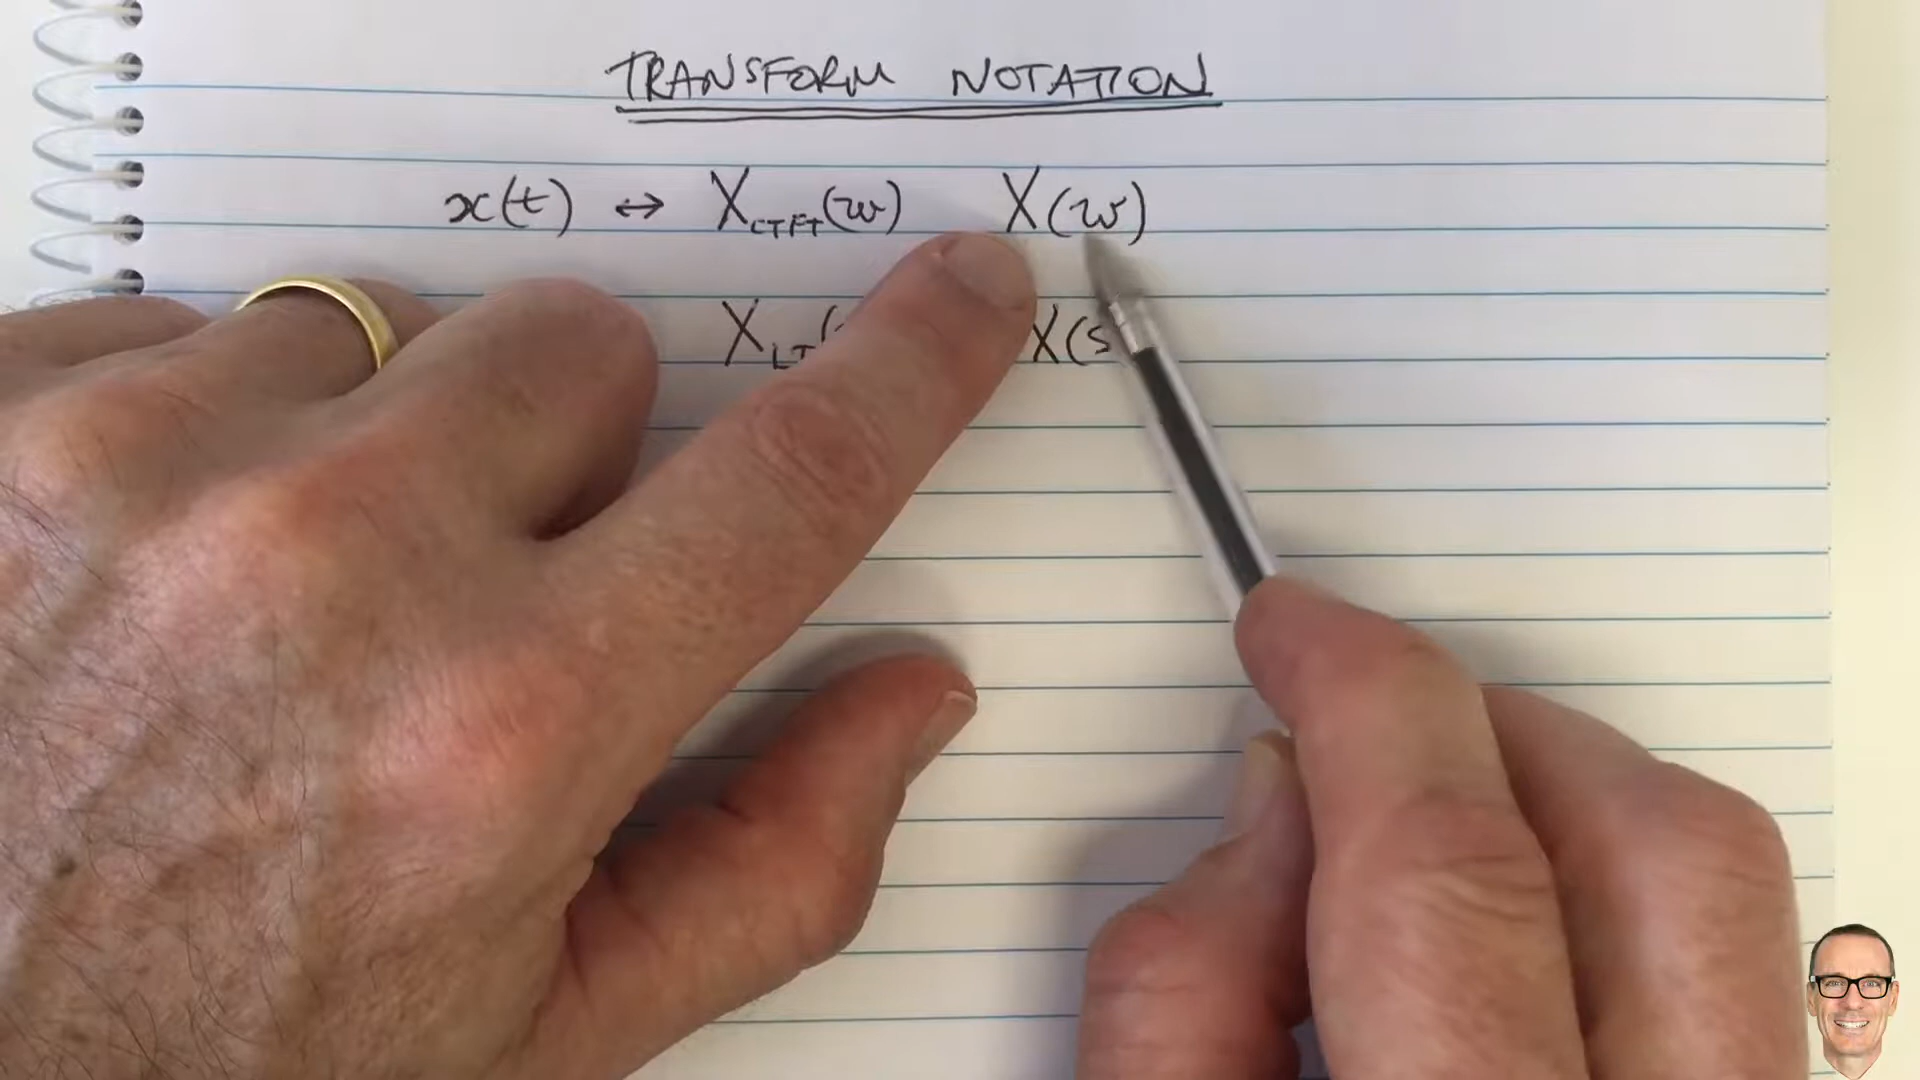 TRANSFORM NOTATION
x(t) ↔ X_CTFT(ω) X(ω)
X_LT( X(s